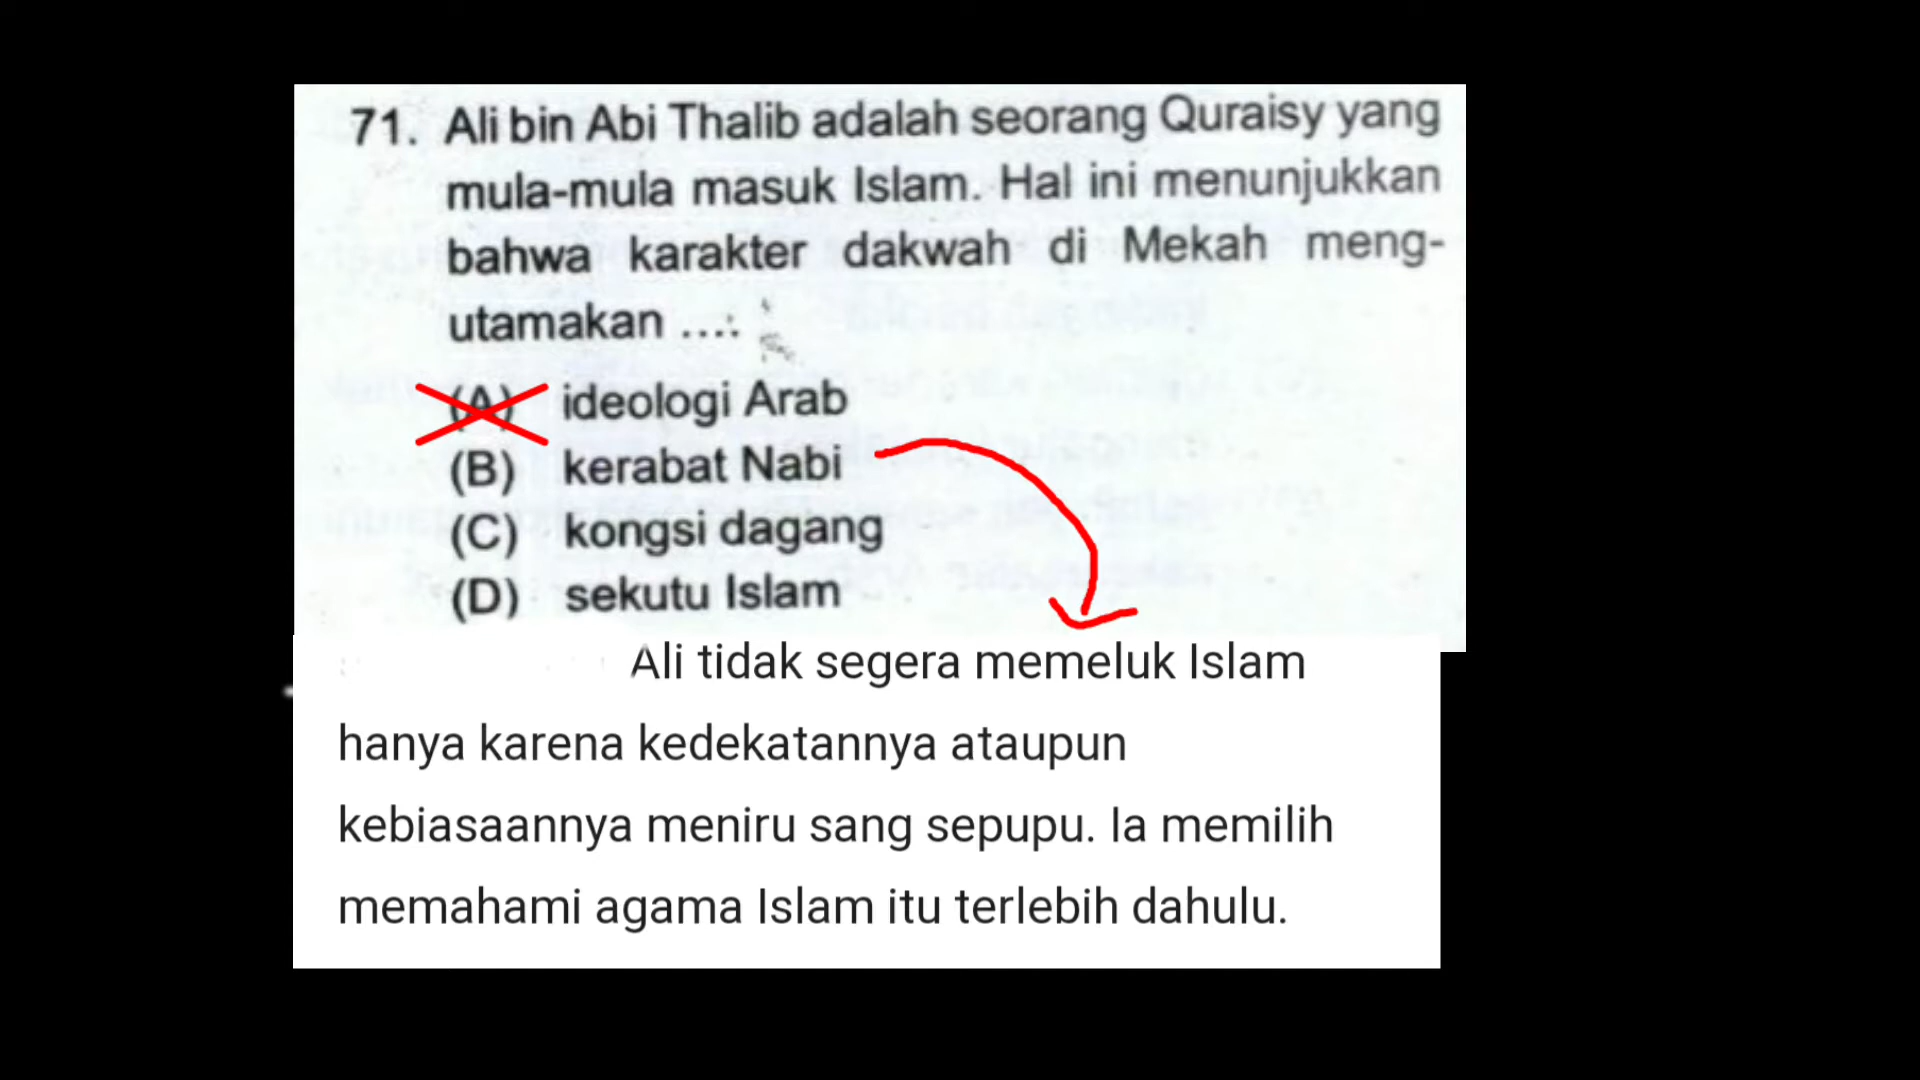 71. Ali bin Abi Thalib adalah seorang Quraisy yang
mula-mula masuk Islam. Hal ini menunjukkan
bahwa karakter dakwah di Mekah meng-
utamakan ....
(A) ideologi Arab
(B) kerabat Nabi
(C) kongsi dagang
(D) sekutu Islam
Ali tidak segera memeluk Islam
hanya karena kedekatannya ataupun
kebiasaannya meniru sang sepupu. Ia memilih
memahami agama Islam itu terlebih dahulu.